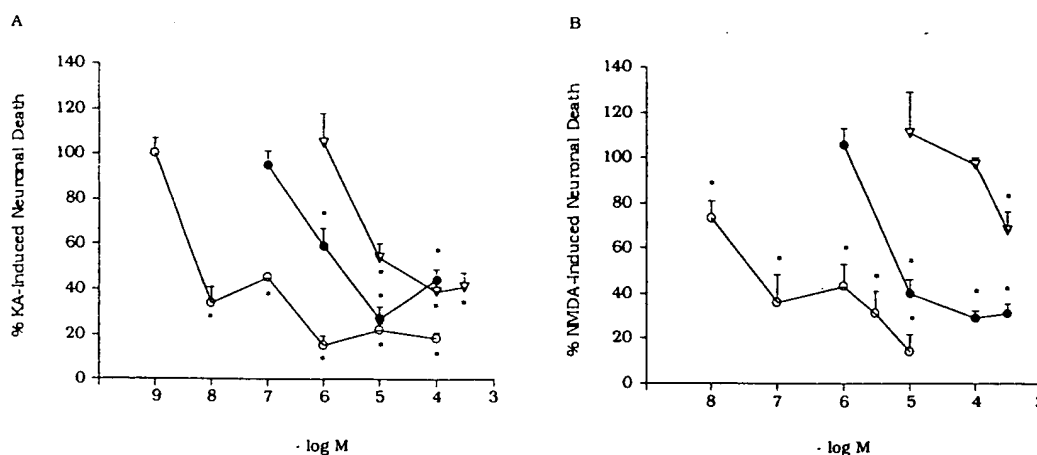 A
% KA-Induced Neuronal Death
140
120
100
80
60
40
20
0
9 8 7 6 5 4 3
- log M
B
% NMDA-Induced Neuronal Death
140
120
100
80
60
40
20
0
8 7 6 5 4 3
- log M